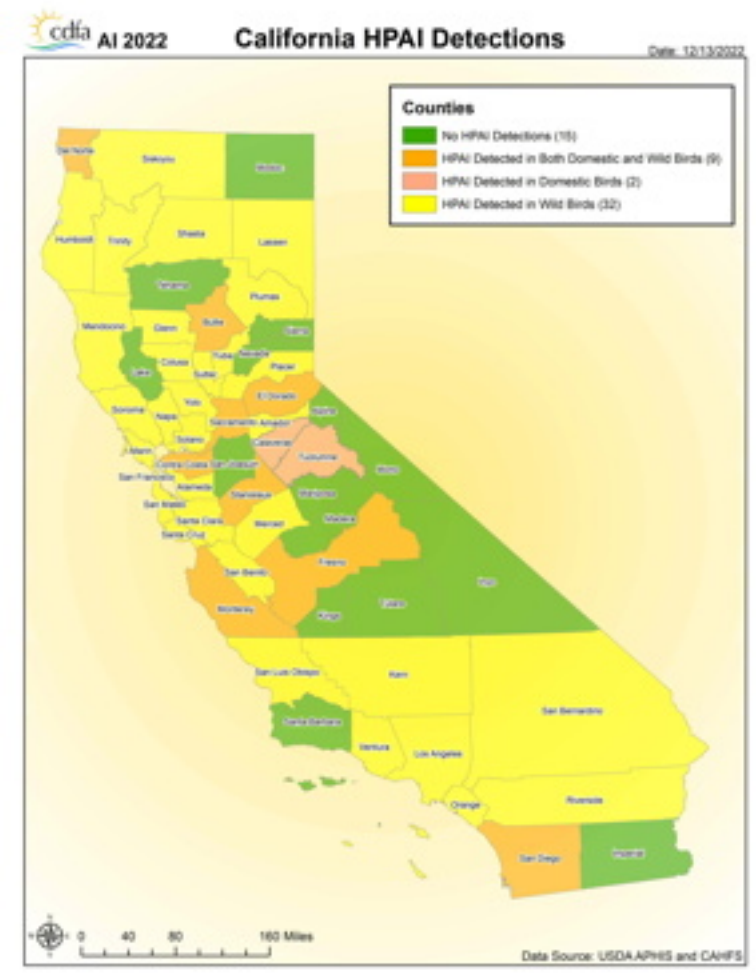 cdfa AI 2022
California HPAI Detections
Date: 12/13/2022
Counties
No HPAI Detections (15)
HPAI Detected in Both Domestic and Wild Birds (9)
HPAI Detected in Domestic Birds (2)
HPAI Detected in Wild Birds (32)
Del Norte
Siskiyou
Modoc
Humboldt
Trinity
Shasta
Lassen
Tehama
Plumas
Mendocino
Glenn
Butte
Sierra
Lake
Colusa
Sutter
Yuba
Nevada
Placer
Sonoma
Napa
Yolo
El Dorado
Sacramento
Amador
Alpine
Marin
Solano
Calaveras
Tuolumne
Mono
Contra Costa
San Joaquin
San Francisco
Alameda
Stanislaus
Mariposa
San Mateo
Santa Clara
Merced
Madera
Santa Cruz
San Benito
Fresno
Monterey
Kings
Tulare
Inyo
San Luis Obispo
Kern
San Bernardino
Santa Barbara
Ventura
Los Angeles
Orange
Riverside
San Diego
Imperial
N
0 40 80 160 Miles
Data Source: USDA APHIS and CAHFS